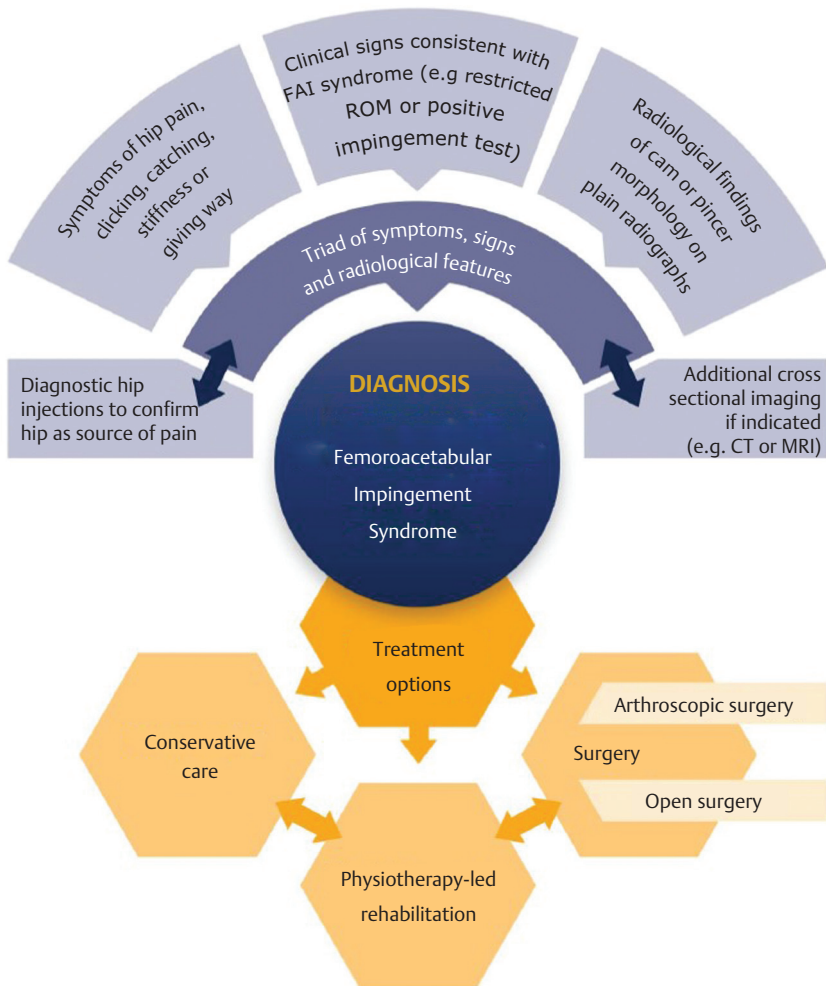 Symptoms of hip pain,
clicking, catching,
stiffness or
giving way
Clinical signs consistent with
FAI syndrome (e.g restricted
ROM or positive
impingement test)
Radiological findings
of cam or pincer
morphology on
plain radiographs
Triad of symptoms, signs
and radiological features
Diagnostic hip
injections to confirm
hip as source of pain
DIAGNOSIS
Femoroacetabular
Impingement
Syndrome
Additional cross
sectional imaging
if indicated
(e.g. CT or MRI)
Treatment
options
Conservative
care
Arthroscopic surgery
Surgery
Open surgery
Physiotherapy-led
rehabilitation